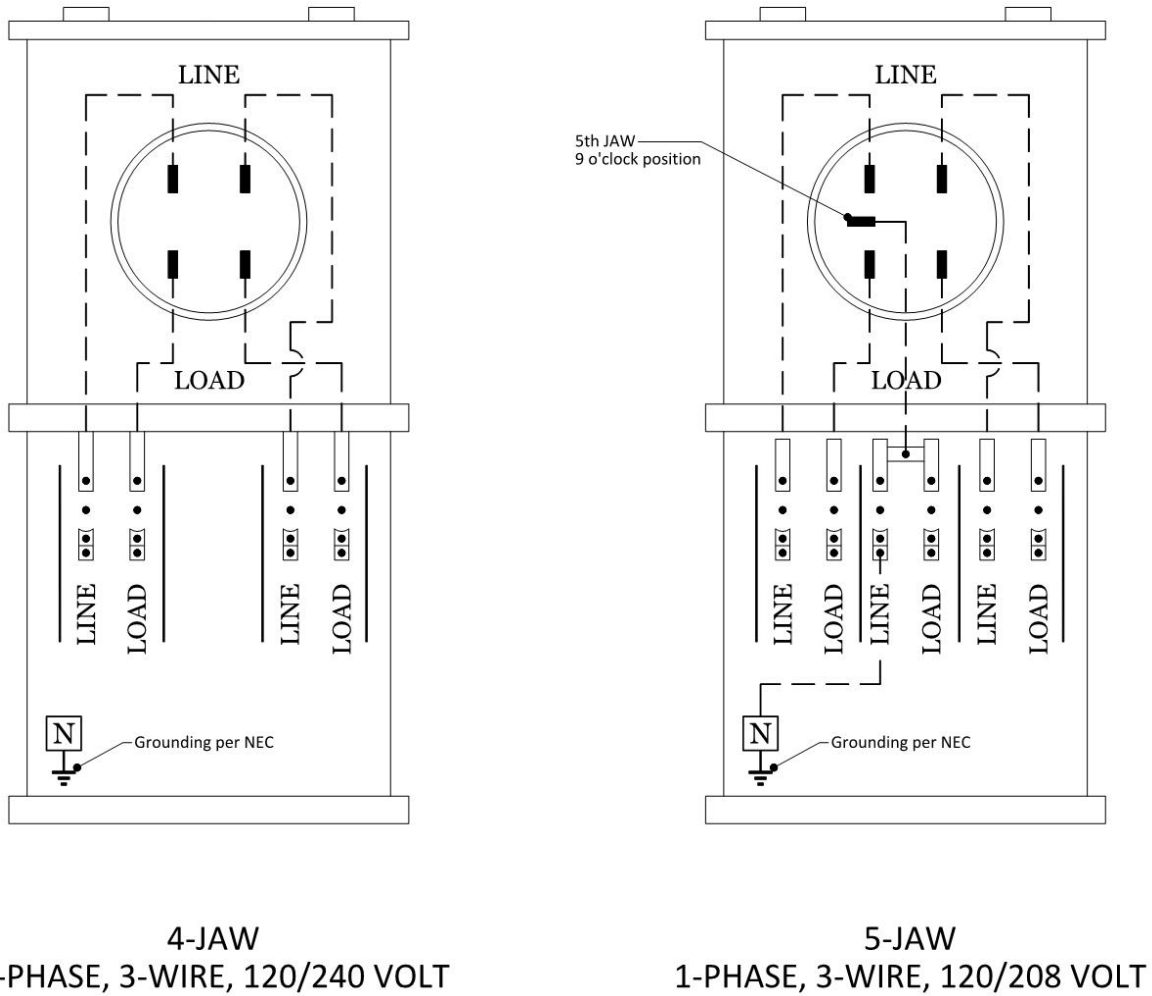 LINE
LOAD
LINE
LOAD
LINE
LOAD
N
Grounding per NEC
4-JAW
-PHASE, 3-WIRE, 120/240 VOLT
LINE
5th JAW
9 o'clock position
LOAD
LINE
LOAD
LINE
LOAD
LINE
LOAD
N
Grounding per NEC
5-JAW
1-PHASE, 3-WIRE, 120/208 VOLT